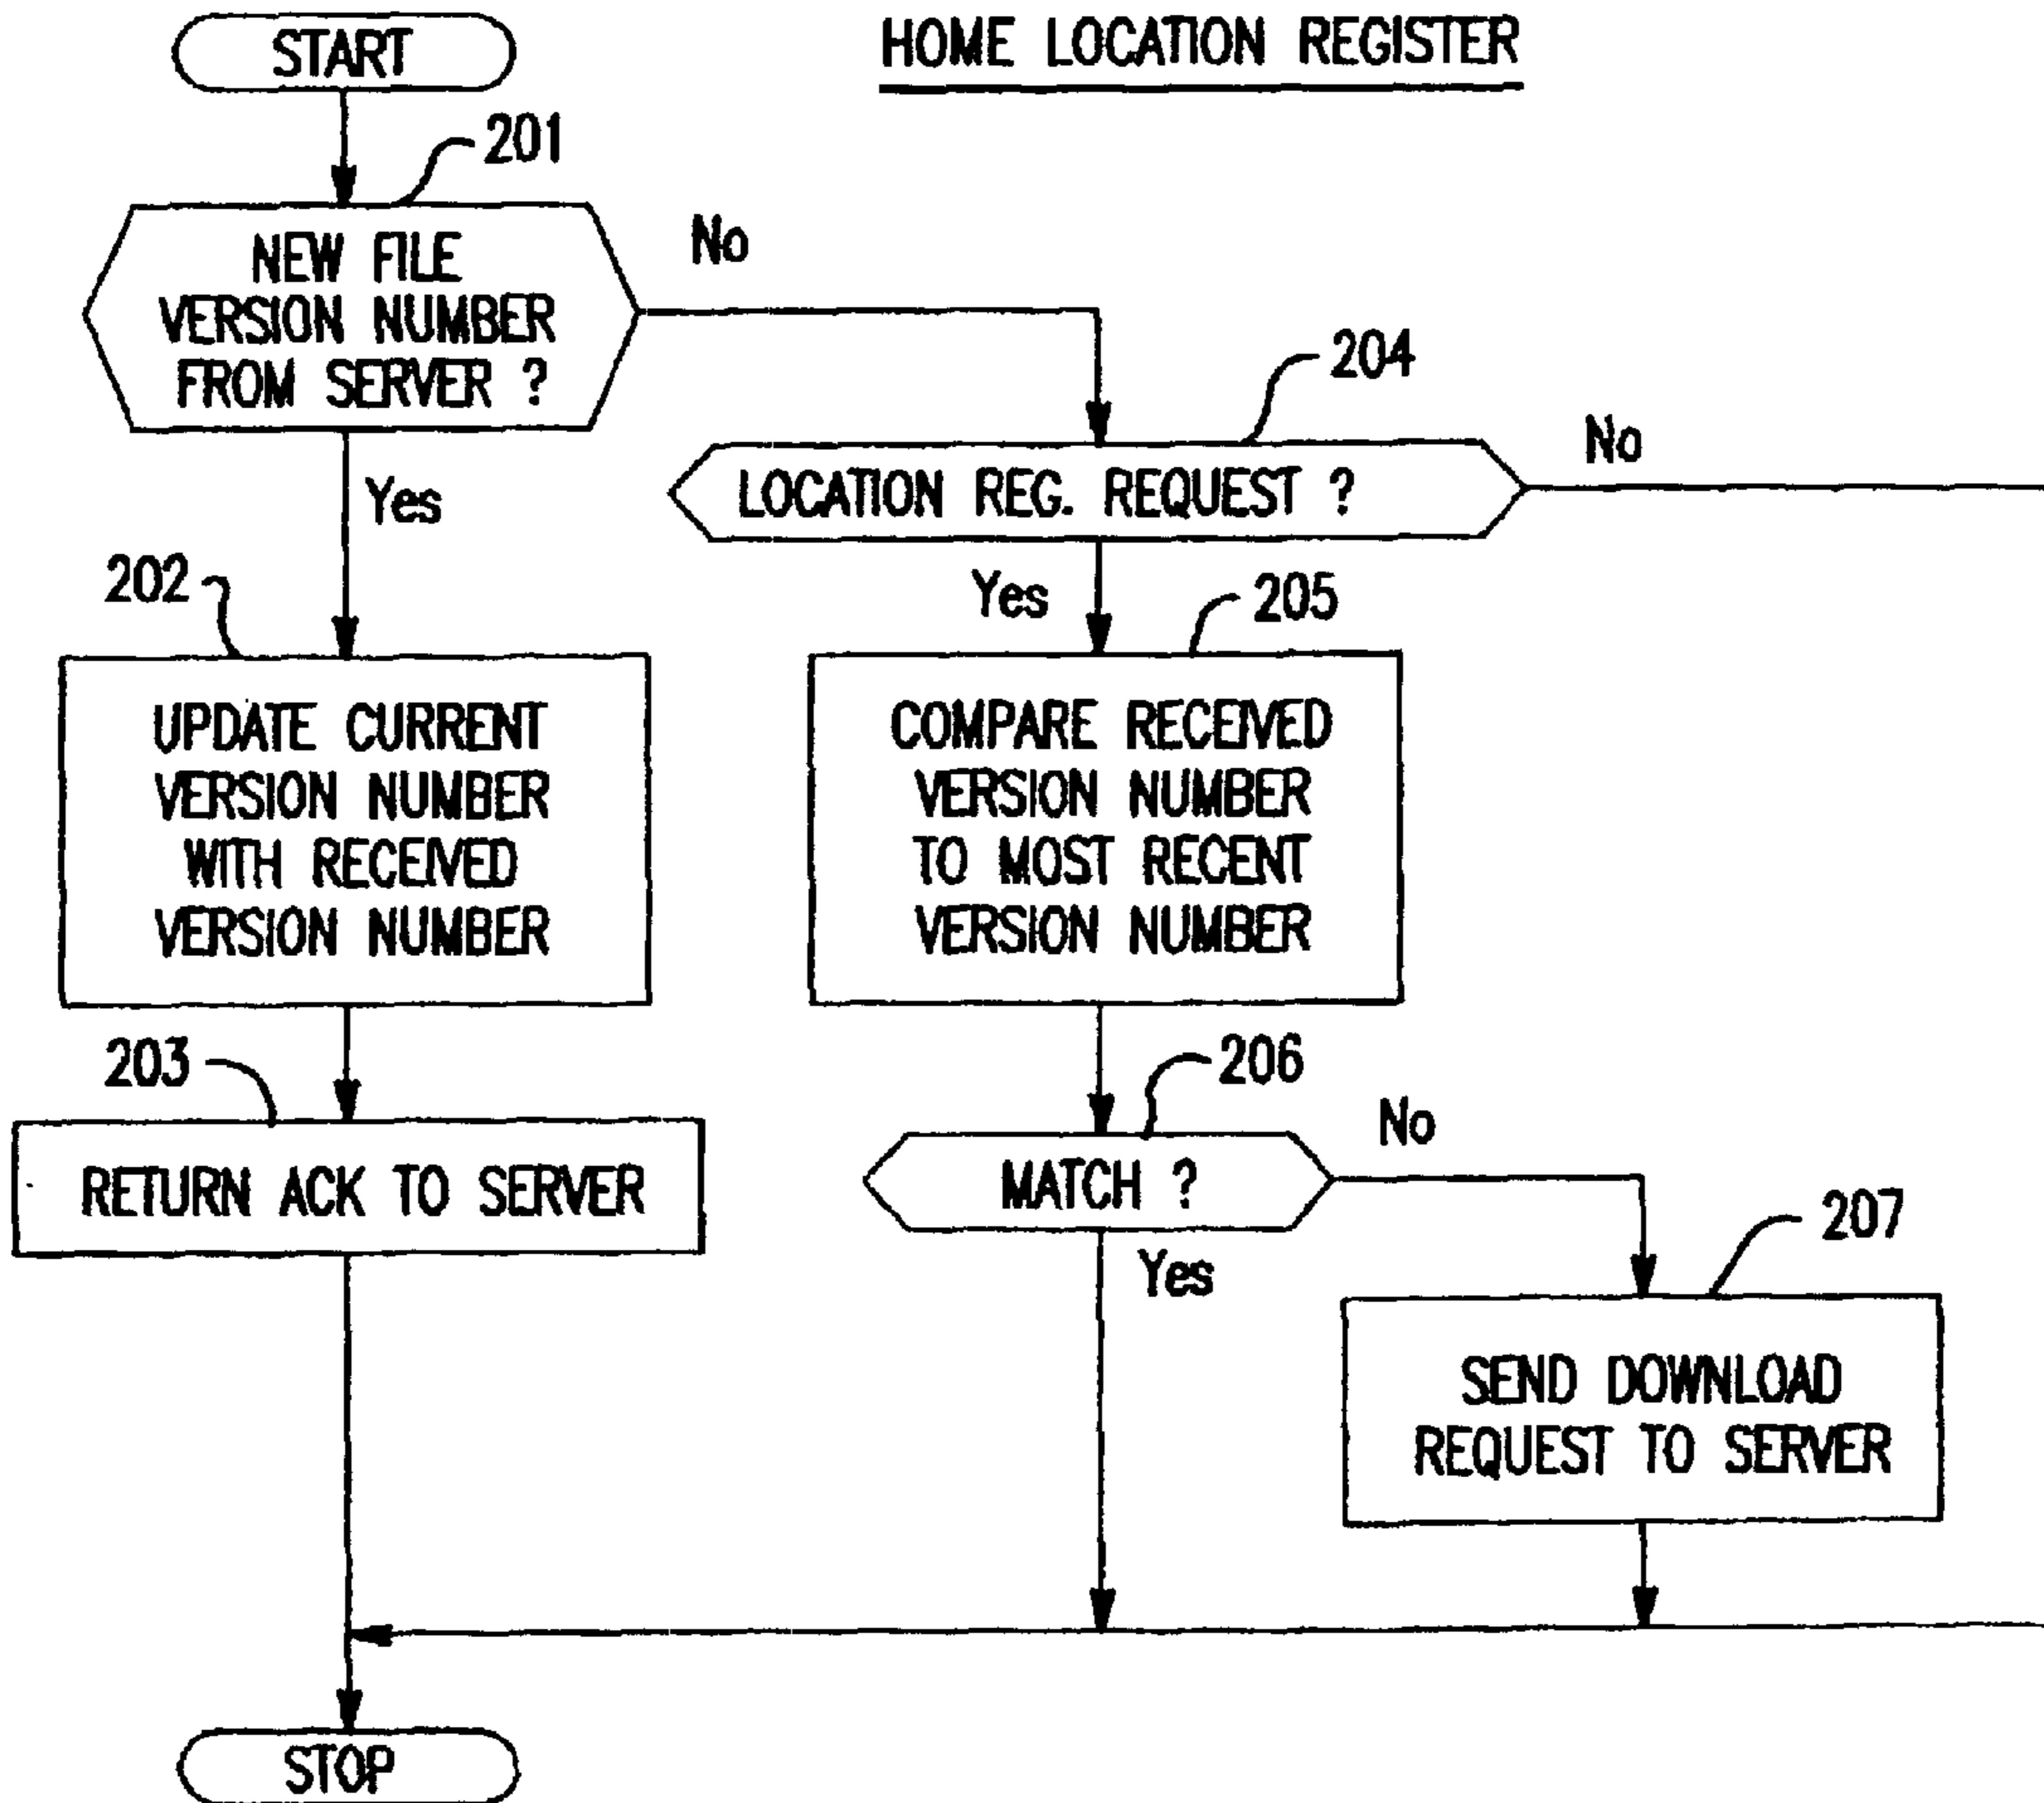 HOME LOCATION REGISTER
START
201
NEW FILE
VERSION NUMBER
FROM SERVER ?
No
Yes
204
LOCATION REG. REQUEST ?
No
Yes
202
UPDATE CURRENT
VERSION NUMBER
WITH RECEIVED
VERSION NUMBER
205
COMPARE RECEIVED
VERSION NUMBER
TO MOST RECENT
VERSION NUMBER
203
RETURN ACK TO SERVER
206
MATCH ?
No
Yes
207
SEND DOWNLOAD
REQUEST TO SERVER
STOP